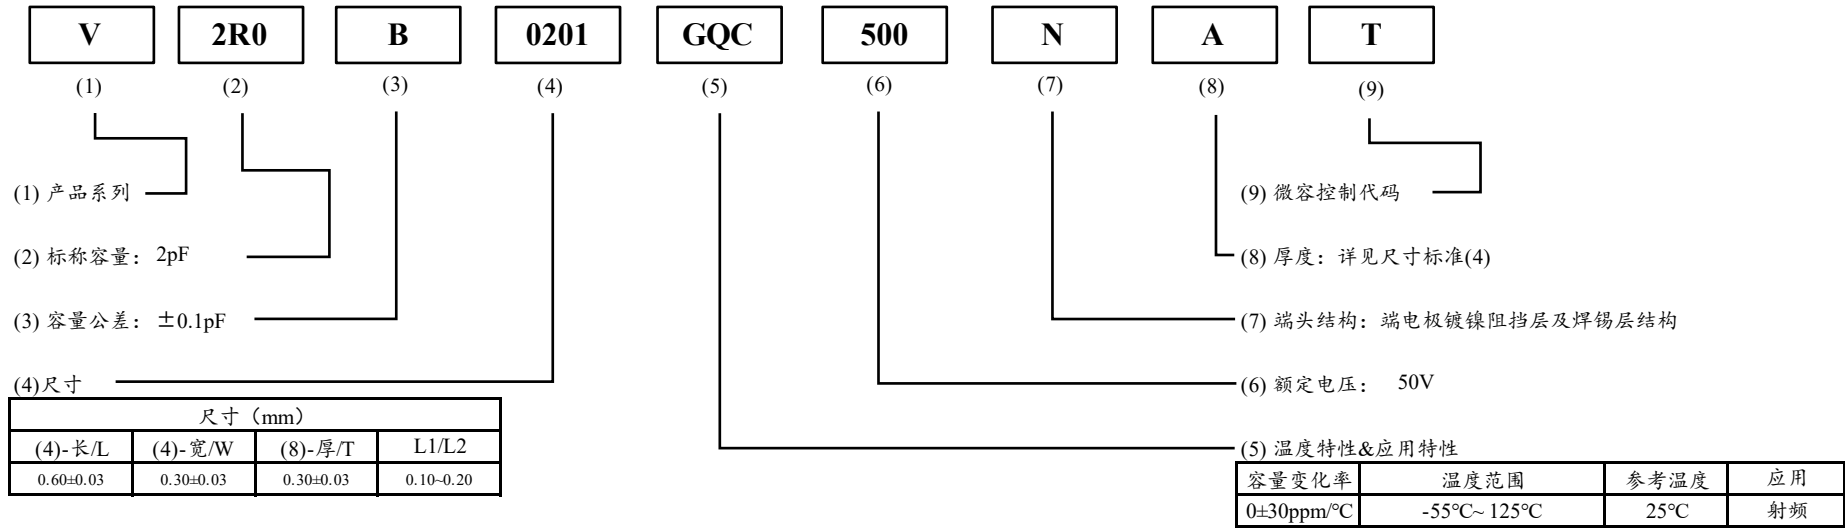 V 2R0 B 0201 GQC 500 N A T
(1) (2) (3) (4) (5) (6) (7) (8) (9)
(1) 产品系列
(9) 微容控制代码
(2) 标称容量： 2pF
(8) 厚度：详见尺寸标准(4)
(3) 容量公差：±0.1pF
(7) 端头结构：端电极镀镍阻挡层及焊锡层结构
(4)尺寸
(6) 额定电压： 50V
尺寸（mm）
(4)-长/L (4)-宽/W (8)-厚/T L1/L2
0.60±0.03 0.30±0.03 0.30±0.03 0.10~0.20
(5) 温度特性&应用特性
容量变化率 温度范围 参考温度 应用
0±30ppm/℃ -55℃~ 125℃ 25℃ 射频